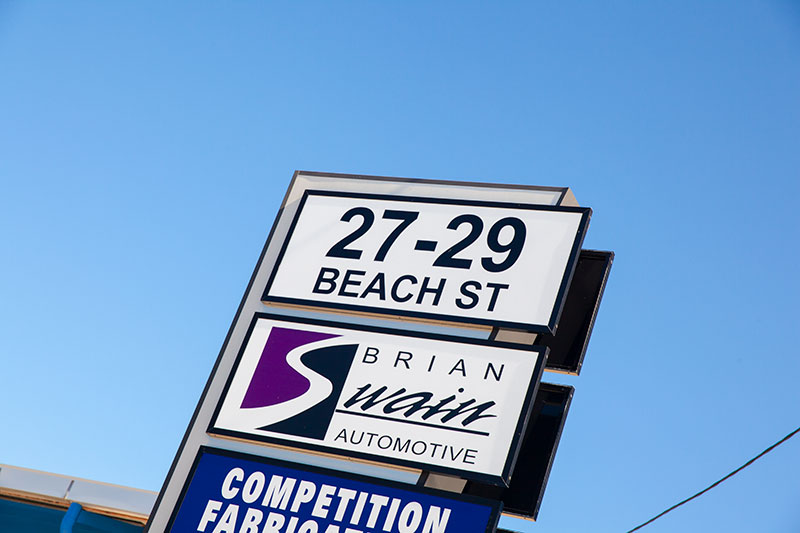 27-29
BEACH ST
BRIAN
Swain
AUTOMOTIVE
COMPETITION